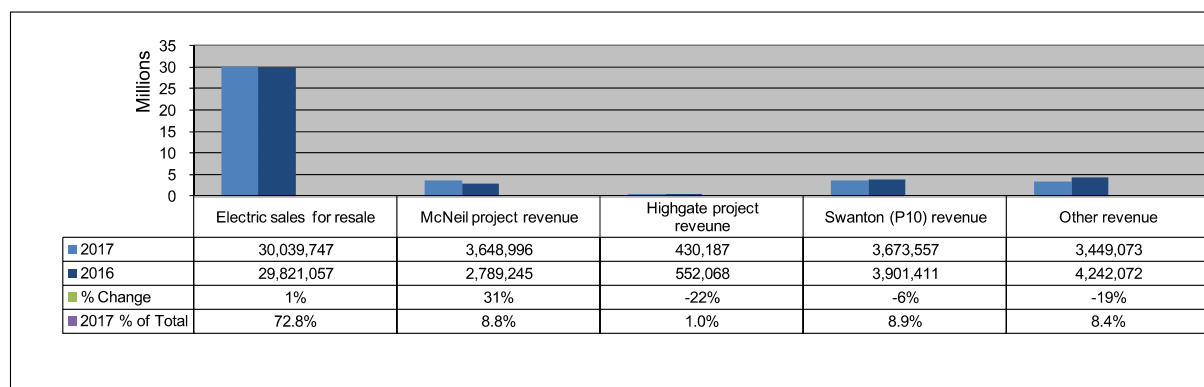 Millions
35
30
25
20
15
10
5
0
Electric sales for resale McNeil project revenue Highgate project Swanton (P10) revenue Other revenue
reveune
2017 30,039,747 3,648,996 430,187 3,673,557 3,449,073
2016 29,821,057 2,789,245 552,068 3,901,411 4,242,072
% Change 1% 31% -22% -6% -19%
2017 % of Total 72.8% 8.8% 1.0% 8.9% 8.4%